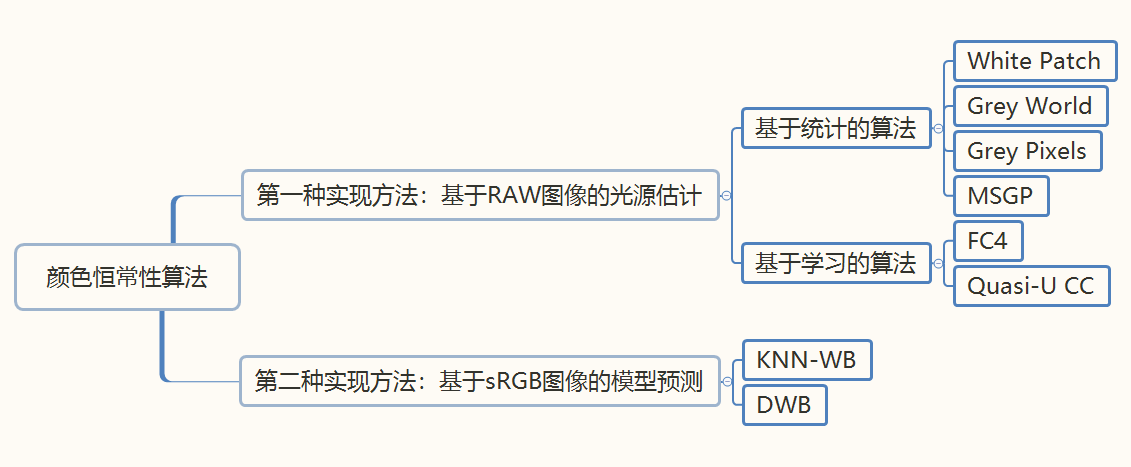 颜色恒常性算法
第一种实现方法：基于RAW图像的光源估计
基于统计的算法
White Patch
Grey World
Grey Pixels
MSGP
基于学习的算法
FC4
Quasi-U CC
第二种实现方法：基于sRGB图像的模型预测
KNN-WB
DWB